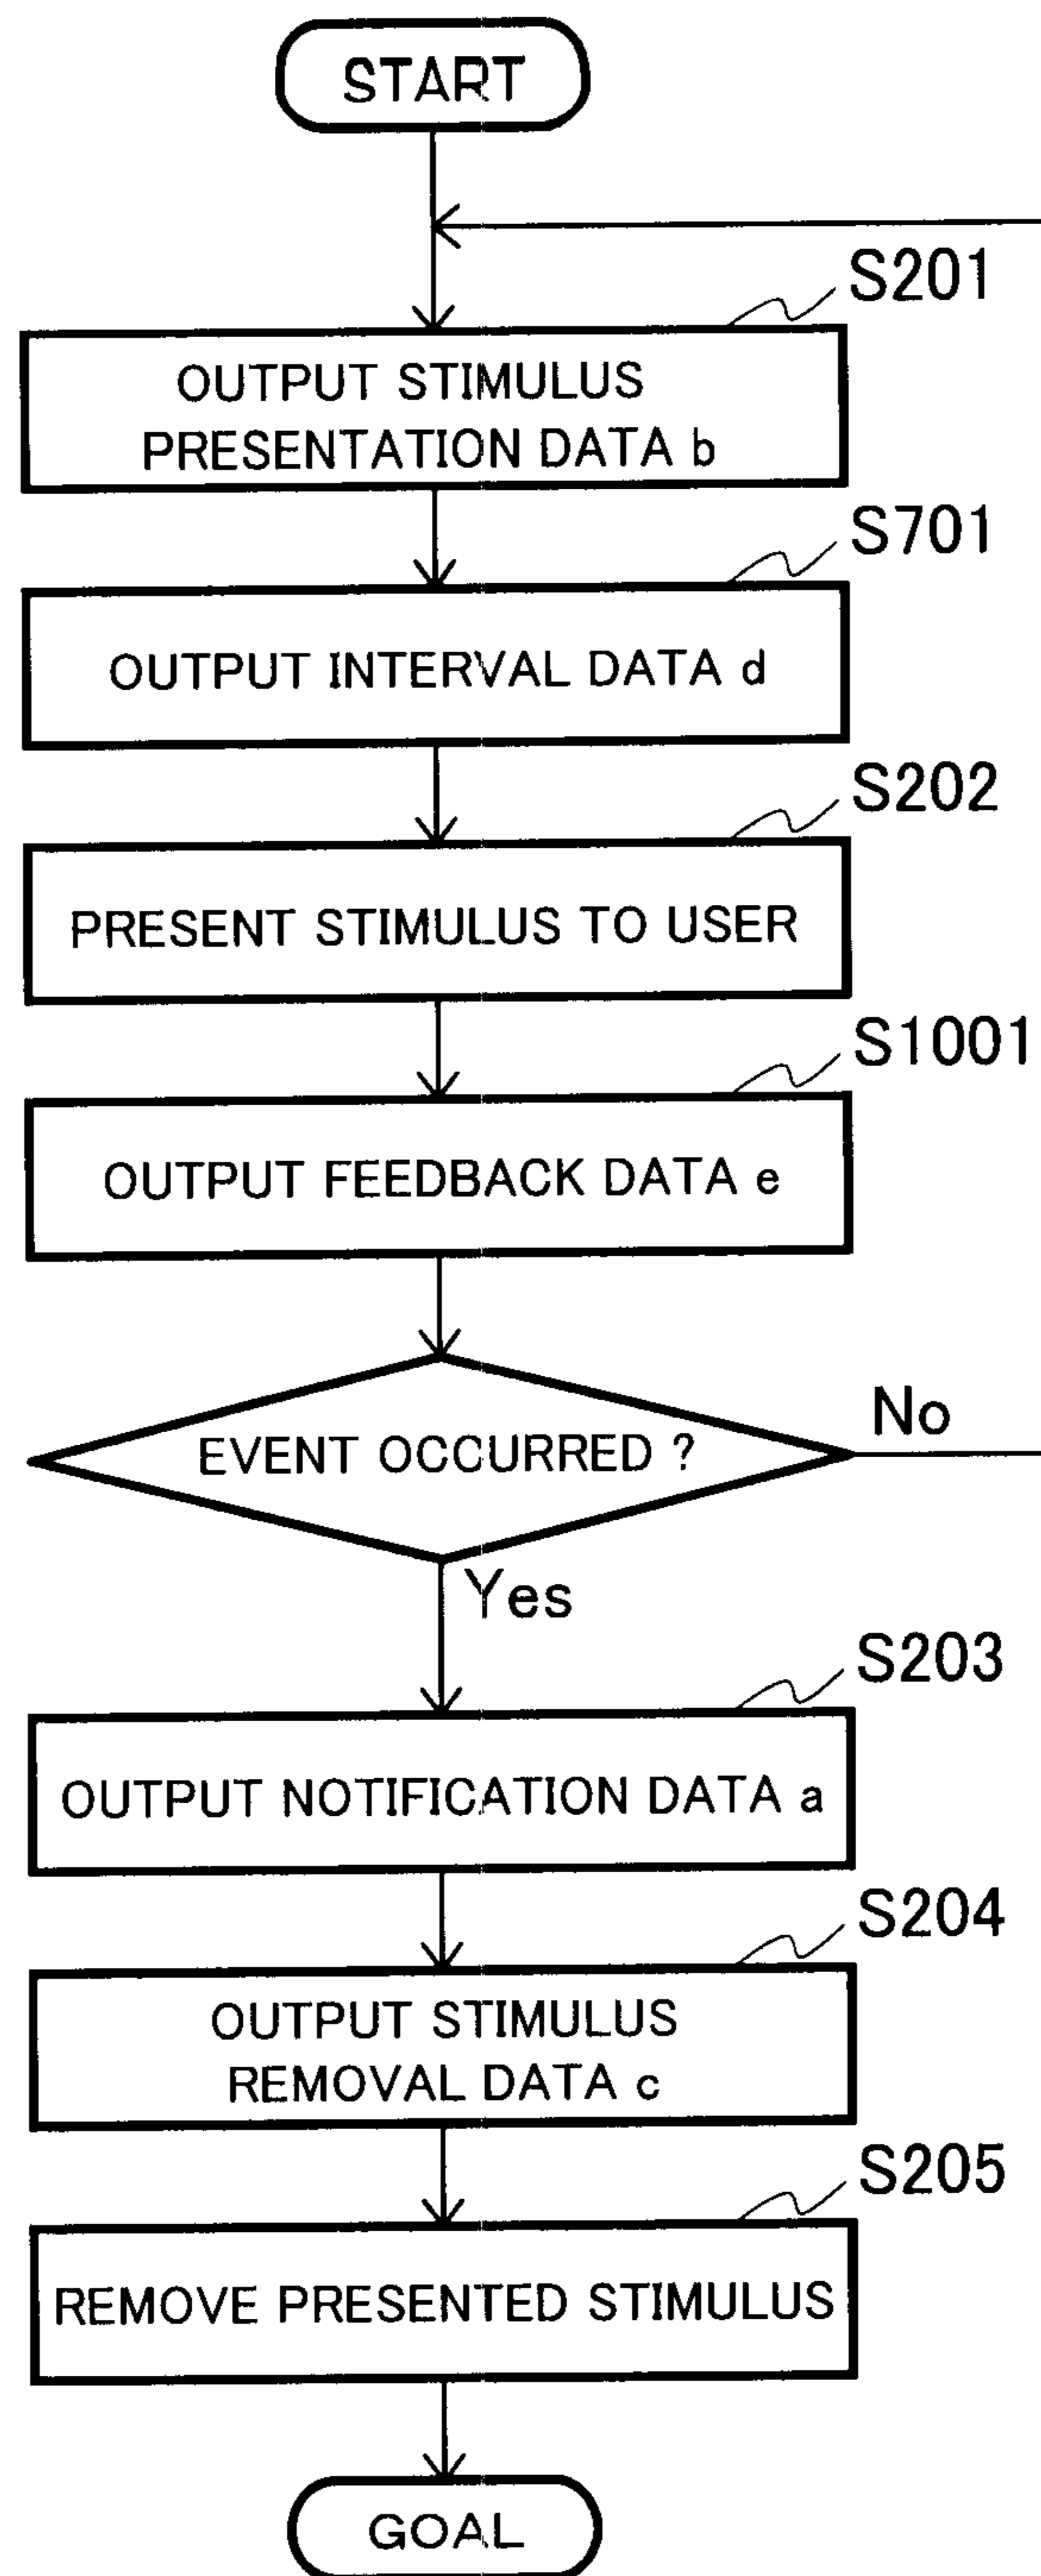 START
S201
OUTPUT STIMULUS
PRESENTATION DATA b
S701
OUTPUT INTERVAL DATA d
S202
PRESENT STIMULUS TO USER
S1001
OUTPUT FEEDBACK DATA e
EVENT OCCURRED ?
No
Yes
S203
OUTPUT NOTIFICATION DATA a
S204
OUTPUT STIMULUS
REMOVAL DATA c
S205
REMOVE PRESENTED STIMULUS
GOAL